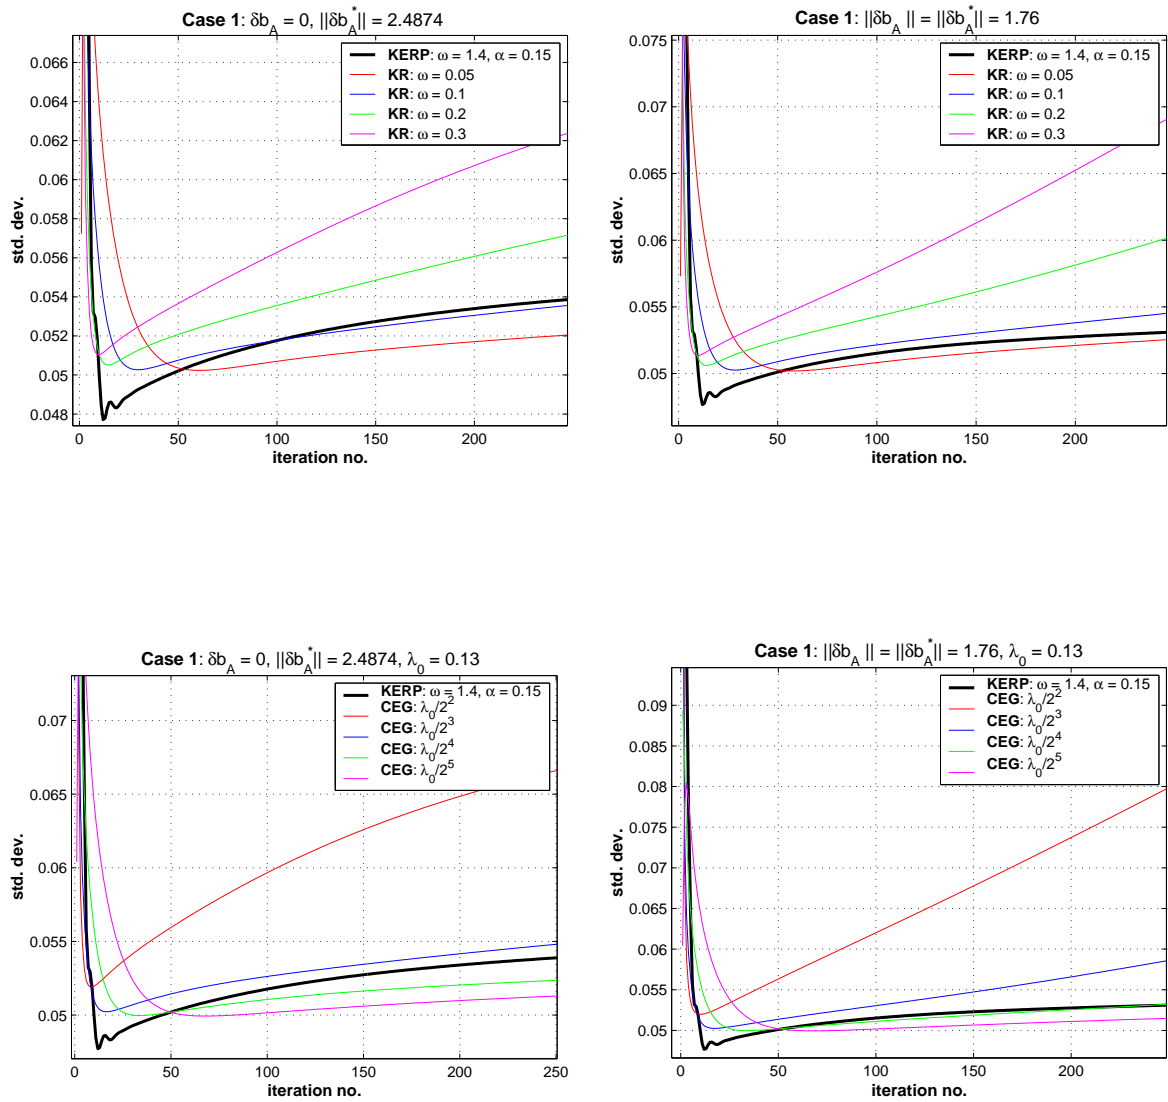 Case 1: δb_A = 0, ||δb_A^*|| = 2.4874
std. dev.
0.066
0.064
0.062
0.06
0.058
0.056
0.054
0.052
0.05
0.048
KERP: ω = 1.4, α = 0.15
KR: ω = 0.05
KR: ω = 0.1
KR: ω = 0.2
KR: ω = 0.3
0 50 100 150 200
iteration no.
Case 1: ||δb_A || = ||δb_A^*|| = 1.76
std. dev.
0.075
0.07
0.065
0.06
0.055
0.05
KERP: ω = 1.4, α = 0.15
KR: ω = 0.05
KR: ω = 0.1
KR: ω = 0.2
KR: ω = 0.3
0 50 100 150 200
iteration no.
Case 1: δb_A = 0, ||δb_A^*|| = 2.4874, λ_0 = 0.13
std. dev.
0.07
0.065
0.06
0.055
0.05
KERP: ω = 1.4, α = 0.15
CEG: λ_0/2^2
CEG: λ_0/2^3
CEG: λ_0/2^4
CEG: λ_0/2^5
0 50 100 150 200 250
iteration no.
Case 1: ||δb_A || = ||δb_A^*|| = 1.76, λ_0 = 0.13
std. dev.
0.09
0.085
0.08
0.075
0.07
0.065
0.06
0.055
0.05
KERP: ω = 1.4, α = 0.15
CEG: λ_0/2^2
CEG: λ_0/2^3
CEG: λ_0/2^4
CEG: λ_0/2^5
0 50 100 150 200
iteration no.